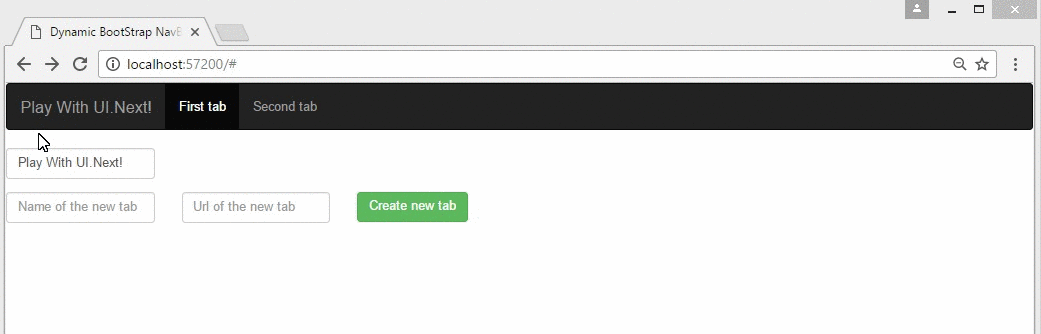 Dynamic BootStrap NavB
localhost:57200/#
Play With UI.Next! First tab Second tab
Play With UI.Next!
Name of the new tab Url of the new tab Create new tab